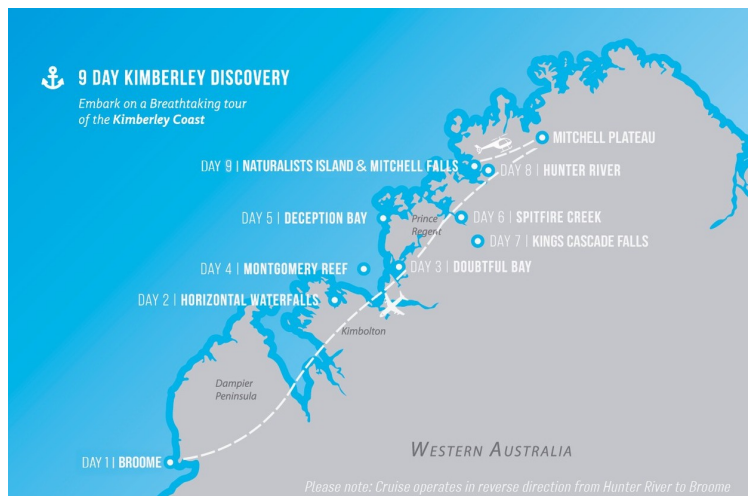 9 DAY KIMBERLEY DISCOVERY
Embark on a Breathtaking tour
of the Kimberley Coast
MITCHELL PLATEAU
DAY 9 | NATURALISTS ISLAND & MITCHELL FALLS
DAY 8 | HUNTER RIVER
DAY 5 | DECEPTION BAY
Prince
Regent
DAY 6 | SPITFIRE CREEK
DAY 7 | KINGS CASCADE FALLS
DAY 4 | MONTGOMERY REEF
DAY 3 | DOUBTFUL BAY
DAY 2 | HORIZONTAL WATERFALLS
Kimbolton
Dampier
Peninsula
WESTERN AUSTRALIA
DAY 1 | BROOME
Please note: Cruise operates in reverse direction from Hunter River to Broome